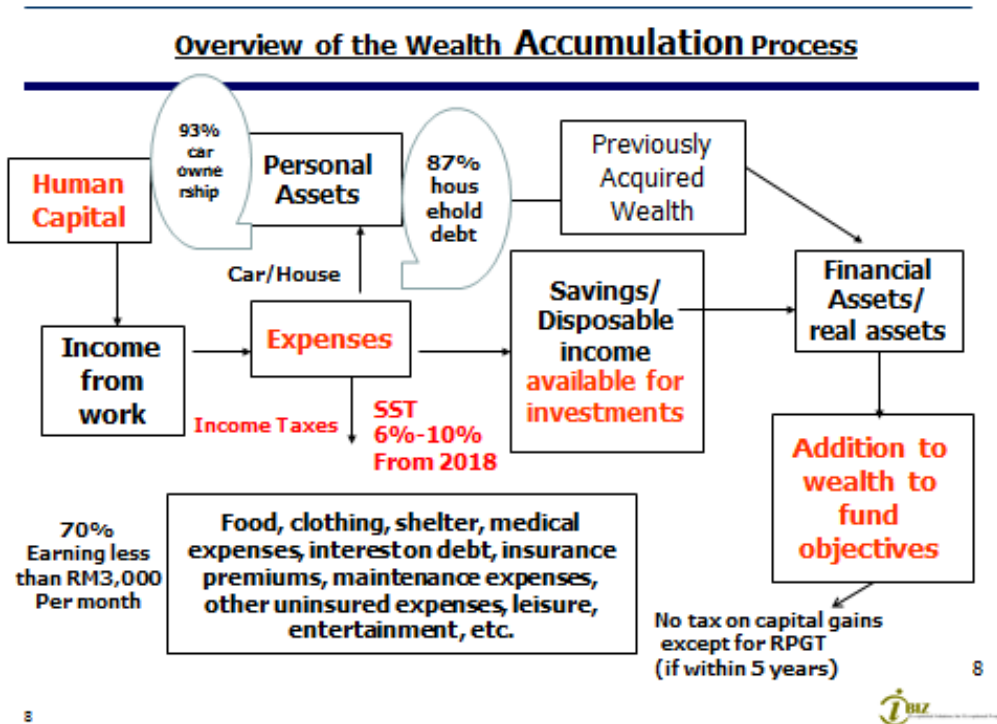 Overview of the Wealth Accumulation Process
93%
car
owne
rship
Human
Capital
Personal
Assets
87%
hous
ehold
debt
Previously
Acquired
Wealth
Car/House
Income
from
work
Expenses
Savings/
Disposable
income
available for
investments
Financial
Assets/
real assets
Income Taxes
SST
6%-10%
From 2018
Addition to
wealth to
fund
objectives
70%
Earning less
than RM3,000
Per month
Food, clothing, shelter, medical
expenses, interest on debt, insurance
premiums, maintenance expenses,
other uninsured expenses, leisure,
entertainment, etc.
No tax on capital gains
except for RPGT
(if within 5 years)
8
8
iBIZ